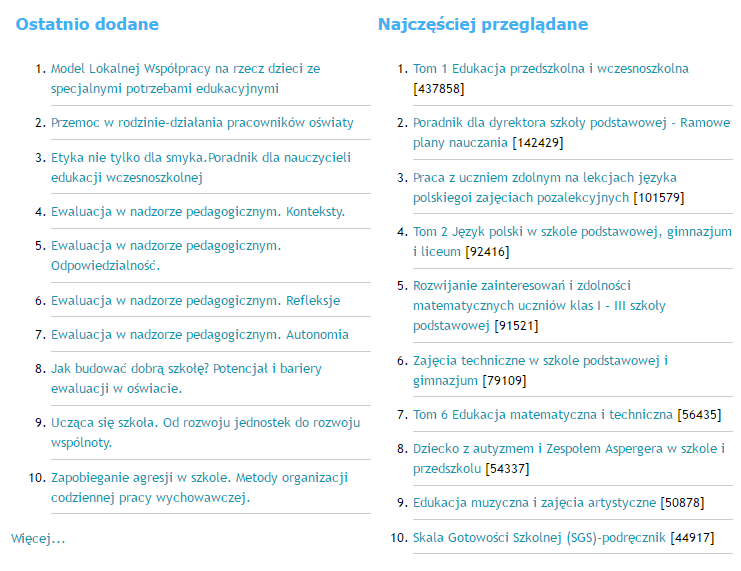 Ostatnio dodane
1. Model Lokalnej Współpracy na rzecz dzieci ze
specjalnymi potrzebami edukacyjnymi
2. Przemoc w rodzinie-działania pracowników oświaty
3. Etyka nie tylko dla smyka.Poradnik dla nauczycieli
edukacji wczesnoszkolnej
4. Ewaluacja w nadzorze pedagogicznym. Konteksty.
5. Ewaluacja w nadzorze pedagogicznym.
Odpowiedzialność.
6. Ewaluacja w nadzorze pedagogicznym. Refleksje
7. Ewaluacja w nadzorze pedagogicznym. Autonomia
8. Jak budować dobrą szkołę? Potencjał i bariery
ewaluacji w oświacie.
9. Ucząca się szkoła. Od rozwoju jednostek do rozwoju
wspólnoty.
10. Zapobieganie agresji w szkole. Metody organizacji
codziennej pracy wychowawczej.
Więcej...
Najczęściej przeglądane
1. Tom 1 Edukacja przedszkolna i wczesnoszkolna
[437858]
2. Poradnik dla dyrektora szkoły podstawowej - Ramowe
plany nauczania [142429]
3. Praca z uczniem zdolnym na lekcjach języka
polskiegoi zajęciach pozalekcyjnych [101579]
4. Tom 2 Język polski w szkole podstawowej, gimnazjum
i liceum [92416]
5. Rozwijanie zainteresowań i zdolności
matematycznych uczniów klas I – III szkoły
podstawowej [91521]
6. Zajęcia techniczne w szkole podstawowej i
gimnazjum [79109]
7. Tom 6 Edukacja matematyczna i techniczna [56435]
8. Dziecko z autyzmem i Zespołem Aspergera w szkole i
przedszkolu [54337]
9. Edukacja muzyczna i zajęcia artystyczne [50878]
10. Skala Gotowości Szkolnej (SGS)-podręcznik [44917]